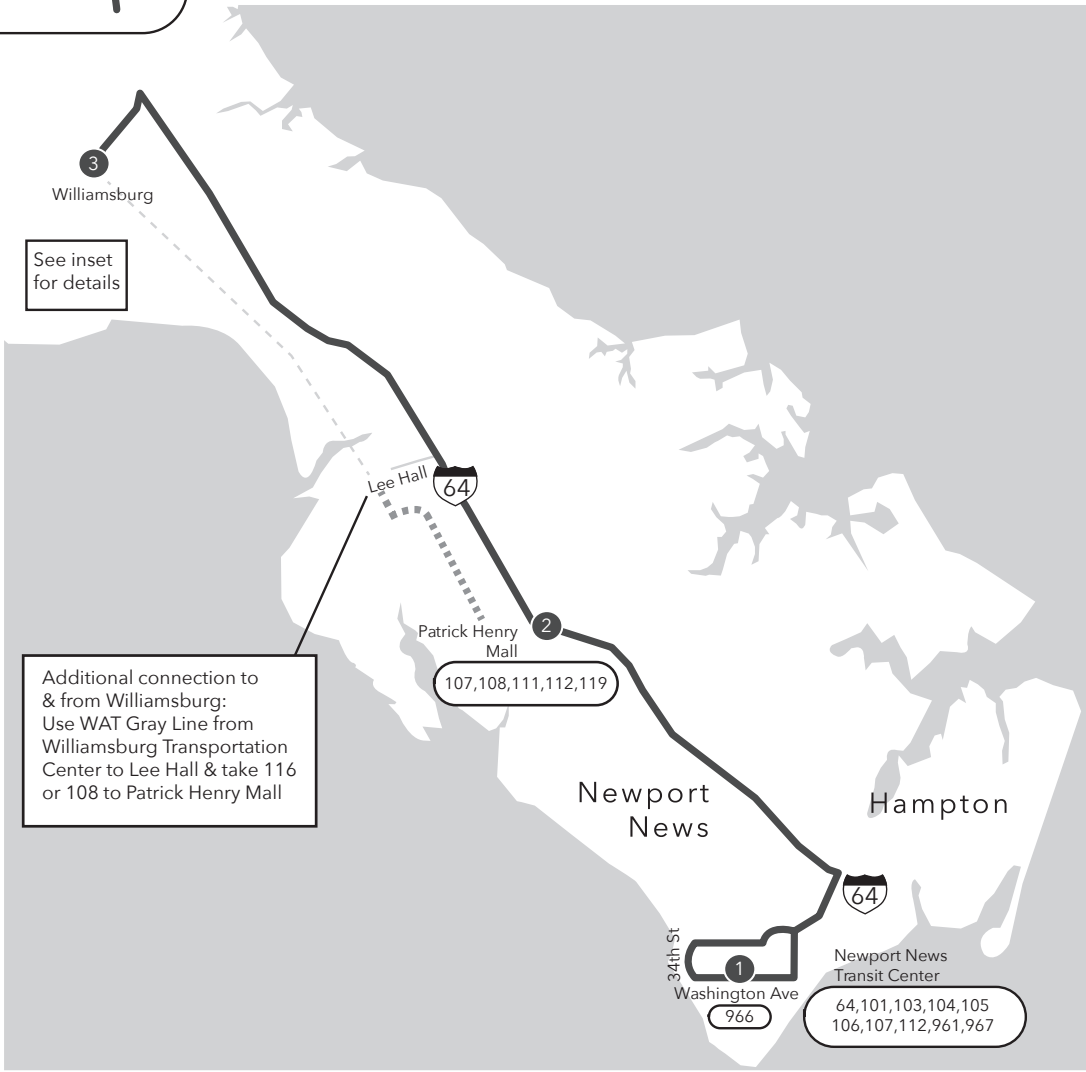 3
Williamsburg
See inset
for details
Lee Hall
64
Patrick Henry
Mall
2
107,108,111,112,119
Additional connection to
& from Williamsburg:
Use WAT Gray Line from
Williamsburg Transportation
Center to Lee Hall & take 116
or 108 to Patrick Henry Mall
Newport
News
Hampton
64
34th St
1
Washington Ave
966
Newport News
Transit Center
64,101,103,104,105
106,107,112,961,967